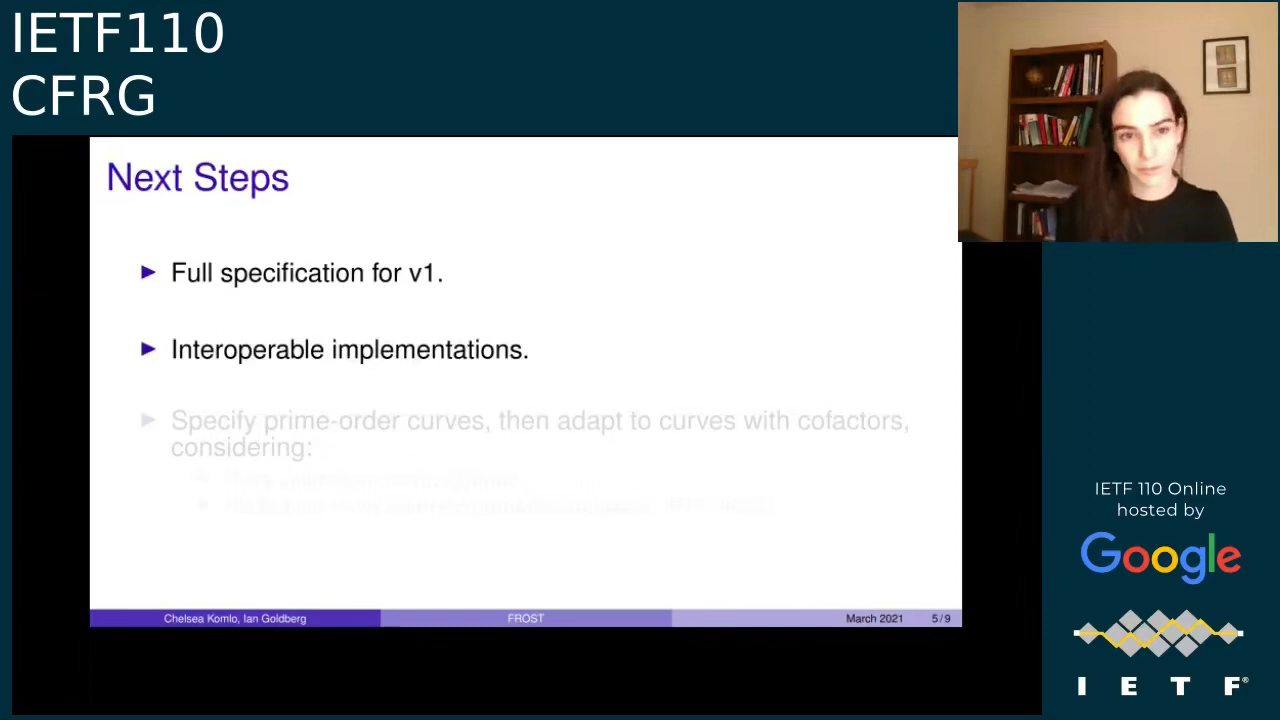 IETF110
CFRG
Next Steps
Full specification for v1.
Interoperable implementations.
Specify prime-order curves, then adapt to curves with cofactors,
considering:
Chelsea Komlo, Ian Goldberg
FROST
March 2021
5 / 9
IETF 110 Online
hosted by
Google
I E T F®